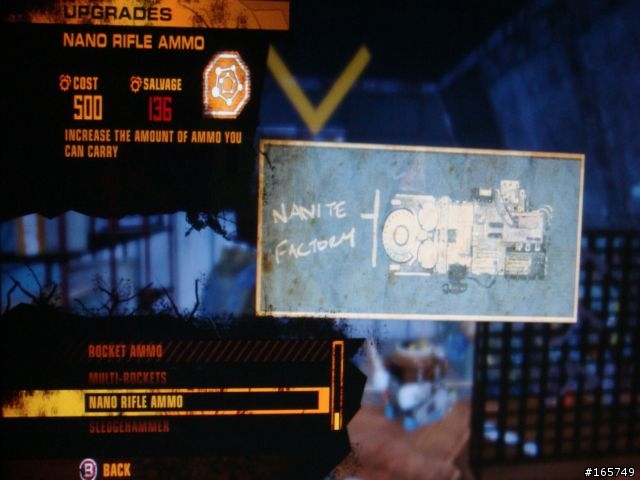 UPGRADES
NANO RIFLE AMMO
COST SALVAGE
500 136
INCREASE THE AMOUNT OF AMMO YOU
CAN CARRY
NANITE
FACTORY
ROCKET AMMO
MULTI-ROCKETS
NANO RIFLE AMMO
SLEDGEHAMMER
B BACK
#165749